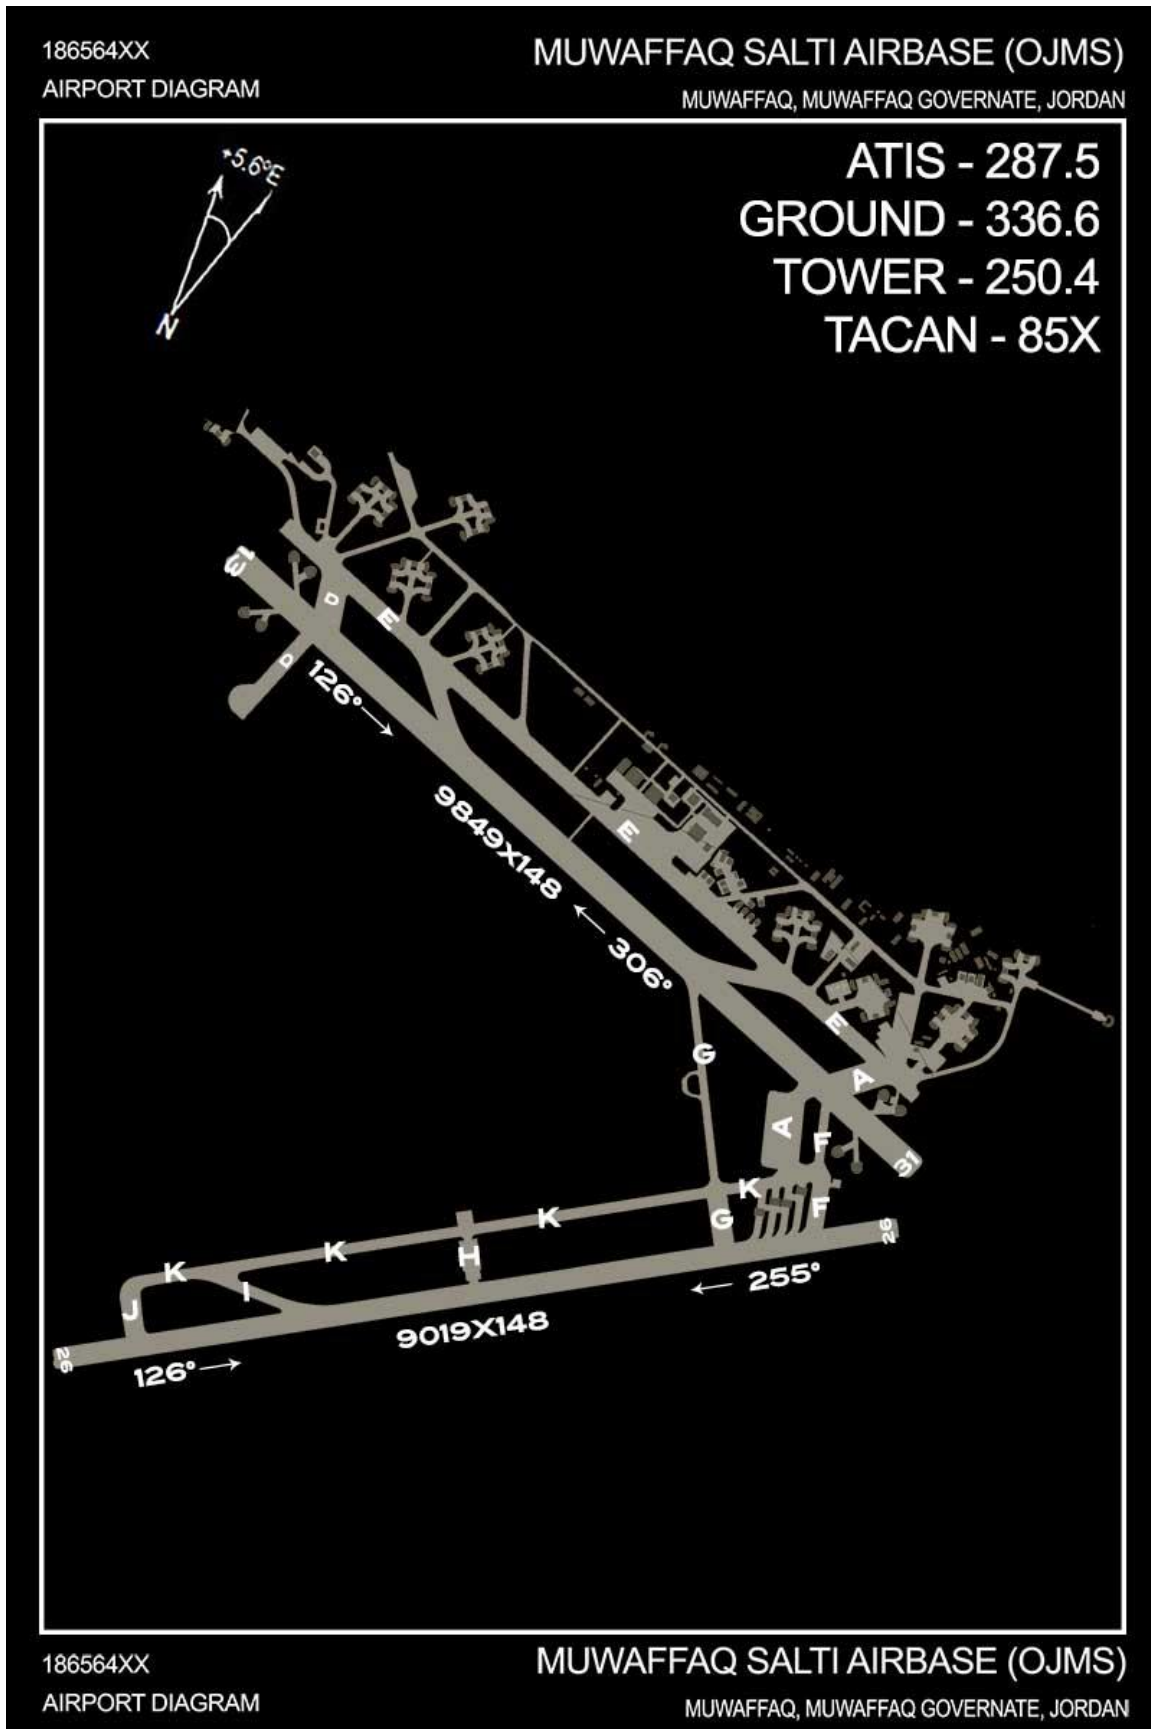 186564XX
MUWAFFAQ SALTI AIRBASE (OJMS)
AIRPORT DIAGRAM
MUWAFFAQ, MUWAFFAQ GOVERNATE, JORDAN
+5.6°E
N
ATIS - 287.5
GROUND - 336.6
TOWER - 250.4
TACAN - 85X
13
D
E
D
126°
9849X148
E
306°
E
G
A
A
F
31
K
F
G
K
26
H
K
K
255°
I
J
9019X148
26
126°
186564XX
MUWAFFAQ SALTI AIRBASE (OJMS)
AIRPORT DIAGRAM
MUWAFFAQ, MUWAFFAQ GOVERNATE, JORDAN